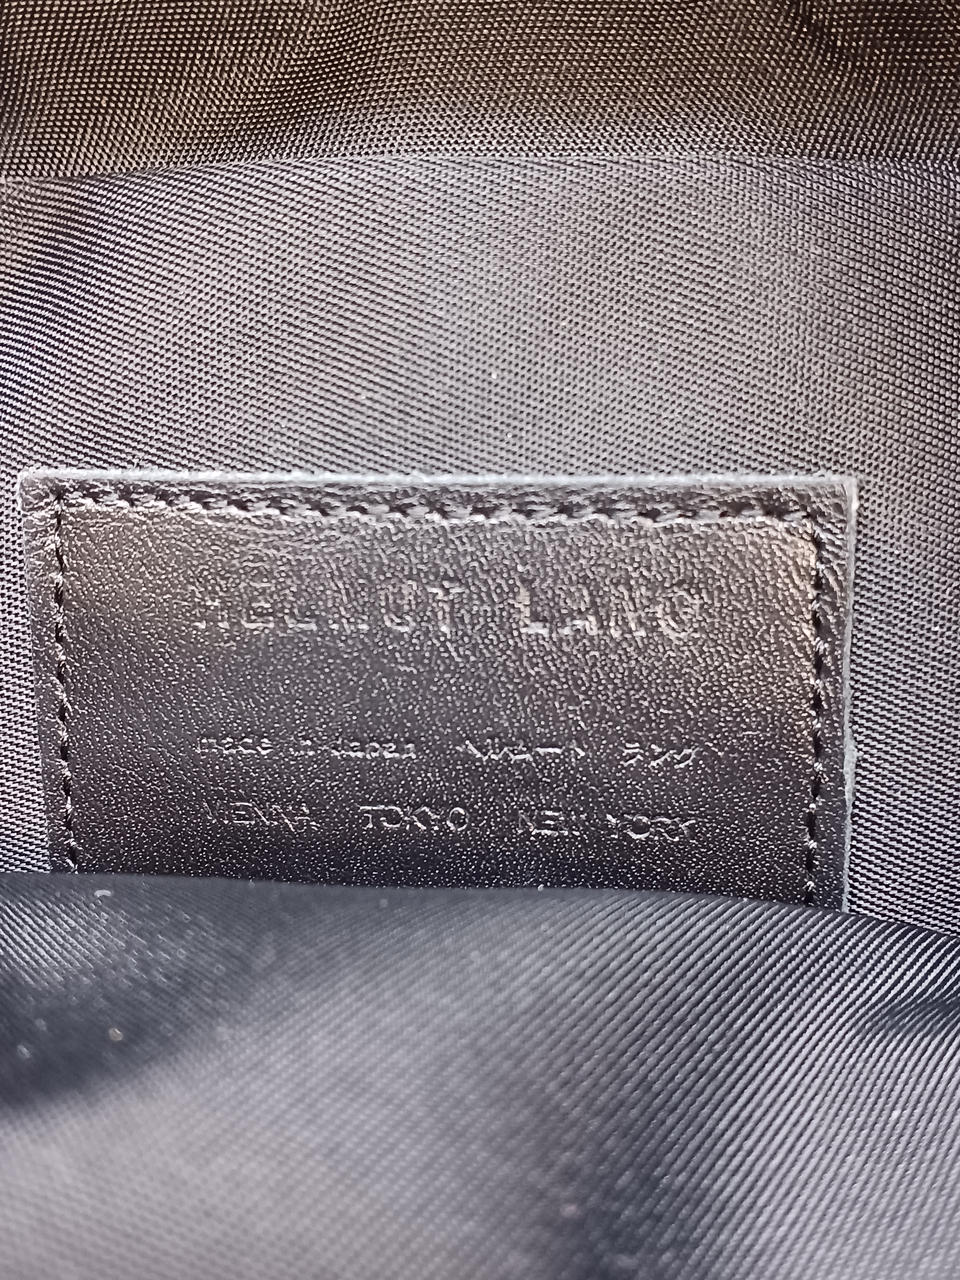 HELMUT LANG
made in Japan ヘルムート ラング
VIENNA TOKYO NEW YORK